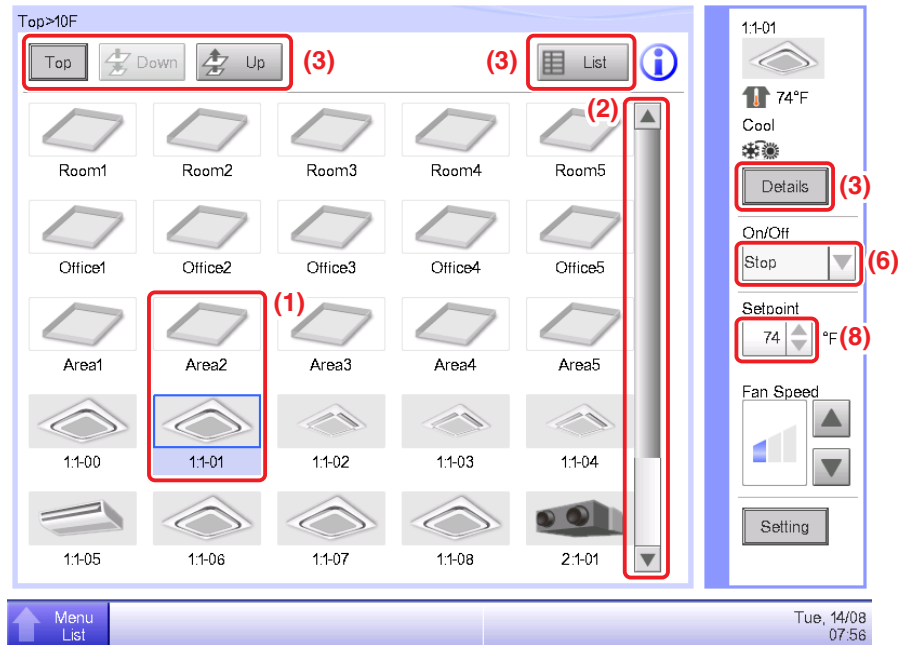 Top>10F
Top
Down
Up
(3)
(3)
List
(2)
Room1 Room2 Room3 Room4 Room5
Office1 Office2 Office3 Office4 Office5
(1)
Area1 Area2 Area3 Area4 Area5
1:1-00 1:1-01 1:1-02 1:1-03 1:1-04
1:1-05 1:1-06 1:1-07 1:1-08 2:1-01
1:1-01
74°F
Cool
Details
(3)
On/Off
Stop
(6)
Setpoint
74 °F
(8)
Fan Speed
Setting
Menu
List
Tue, 14/08
07:56